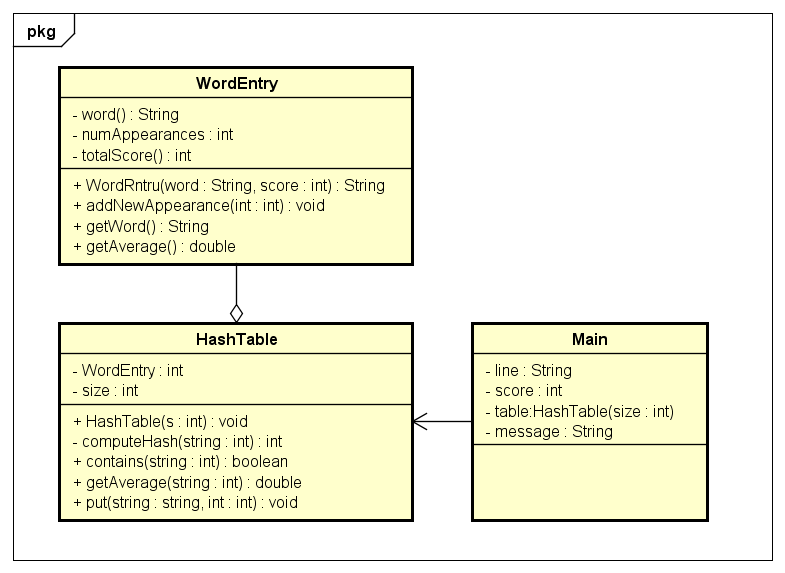 pkg
WordEntry
- word() : String
- numAppearances : int
- totalScore() : int
+ WordRntru(word : String, score : int) : String
+ addNewAppearance(int : int) : void
+ getWord() : String
+ getAverage() : double
HashTable
- WordEntry : int
- size : int
+ HashTable(s : int) : void
- computeHash(string : int) : int
+ contains(string : int) : boolean
+ getAverage(string : int) : double
+ put(string : string, int : int) : void
Main
- line : String
- score : int
- table:HashTable(size : int)
- message : String